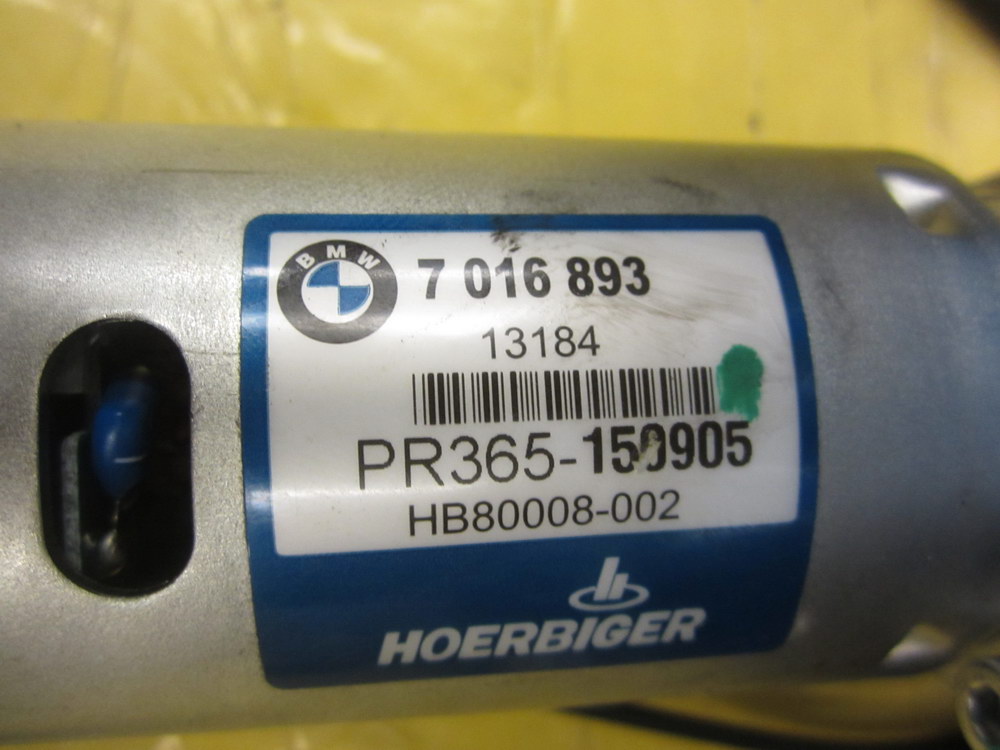 BMW
7 016 893
13184
PR365-150905
HB80008-002
HOERBIGER